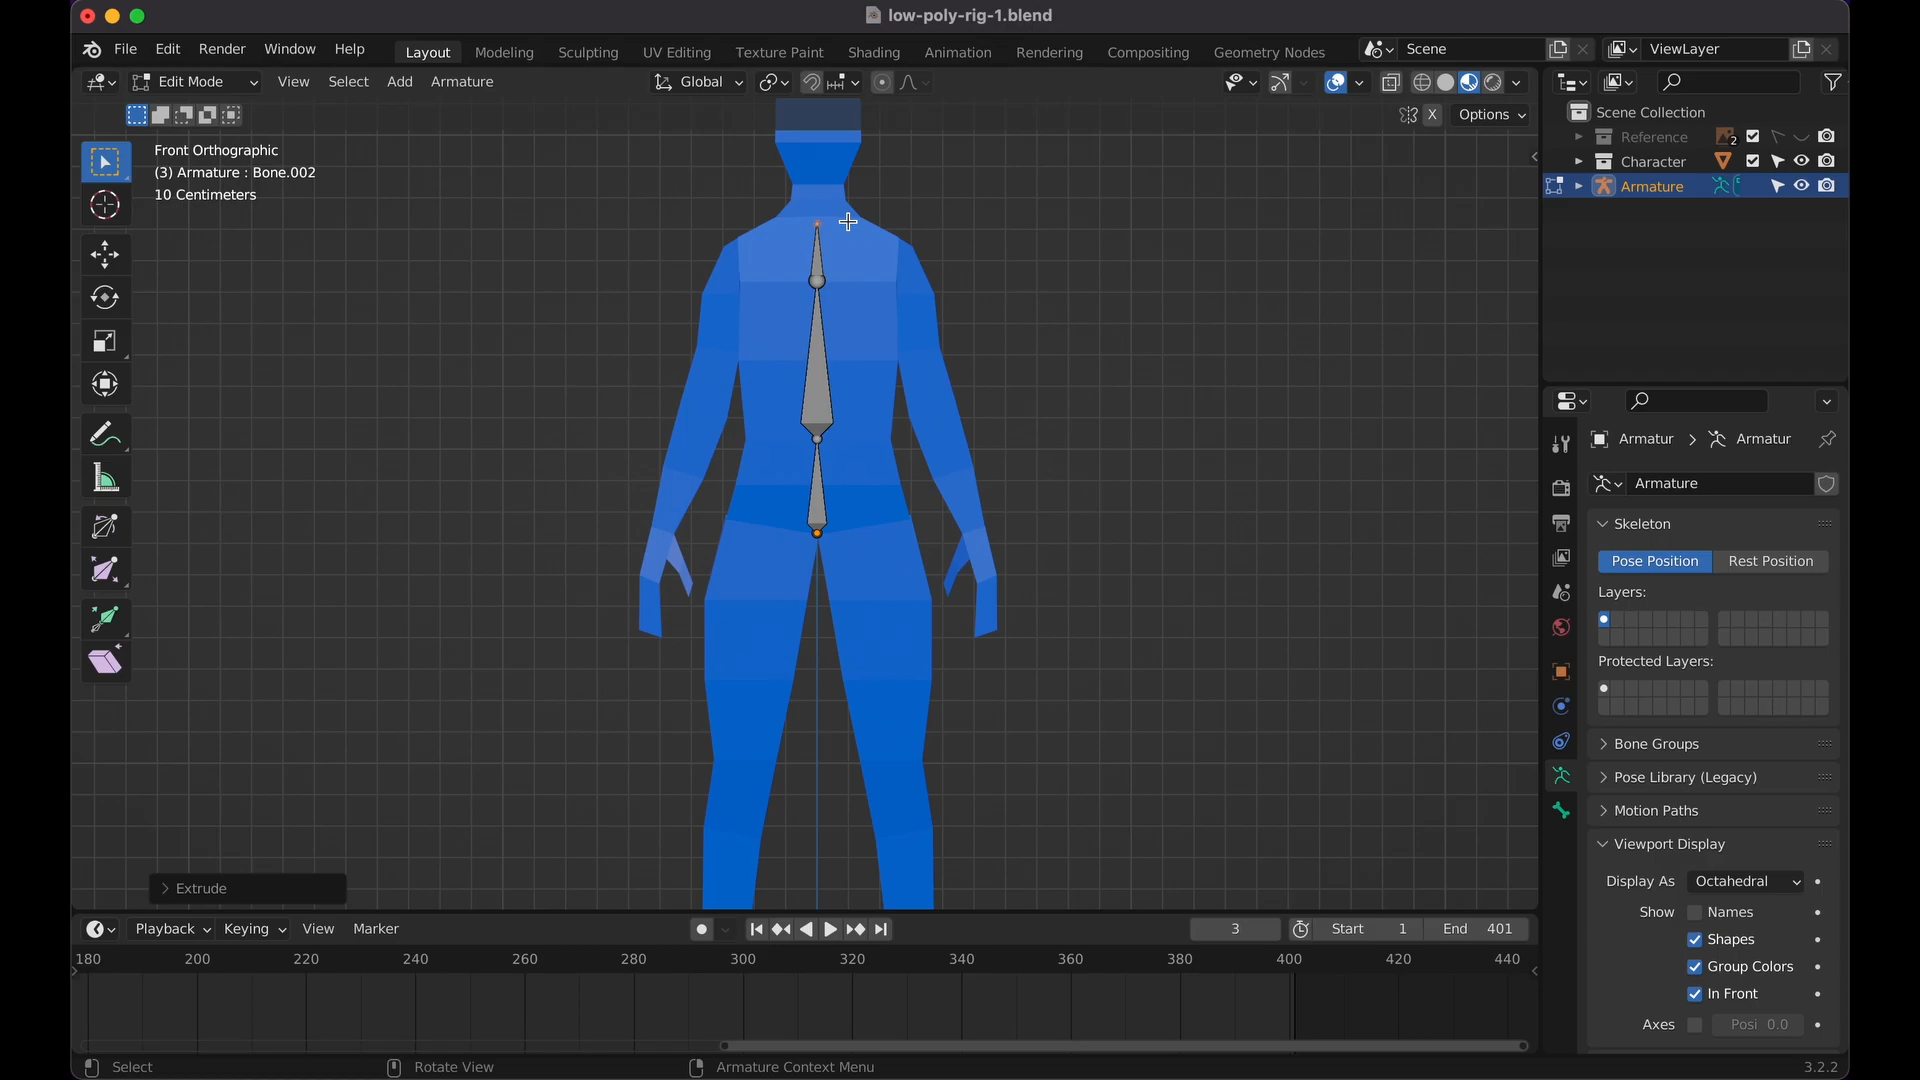 low-poly-rig-1.blend
File Edit Render Window Help Layout Modeling Sculpting UV Editing Texture Paint Shading Animation Rendering Compositing Geometry Nodes Scene ViewLayer
Edit Mode View Select Add Armature Global
X Options
Front Orthographic
(3) Armature : Bone.002
10 Centimeters
Scene Collection
Reference 2
Character
Armature
Armatur Armatur
Armature
Skeleton
Pose Position Rest Position
Layers:
Protected Layers:
Bone Groups
Pose Library (Legacy)
Motion Paths
Viewport Display
Display As Octahedral
Show Names
Shapes
Group Colors
In Front
Axes Posi 0.0
Extrude
Playback Keying View Marker 3 Start 1 End 401
180 200 220 240 260 280 300 320 340 360 380 400 420 440
Select Rotate View Armature Context Menu 3.2.2